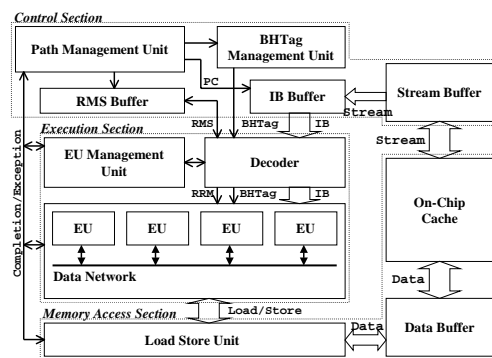 Control Section
Path Management Unit
BHTag
Management Unit
PC
RMS Buffer
IB Buffer
Stream
Stream Buffer
RMS
BHTag
IB
Stream
Execution Section
EU Management
Unit
Decoder
RRM
BHTag
IB
On-Chip
Cache
Completion/Exception
EU
EU
EU
EU
Data Network
Data
Load/Store
Memory Access Section
Load Store Unit
Data
Data Buffer